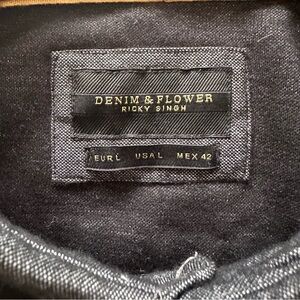 DENIM & FLOWER
RICKY SINGH
EUR L USA L MEX 42